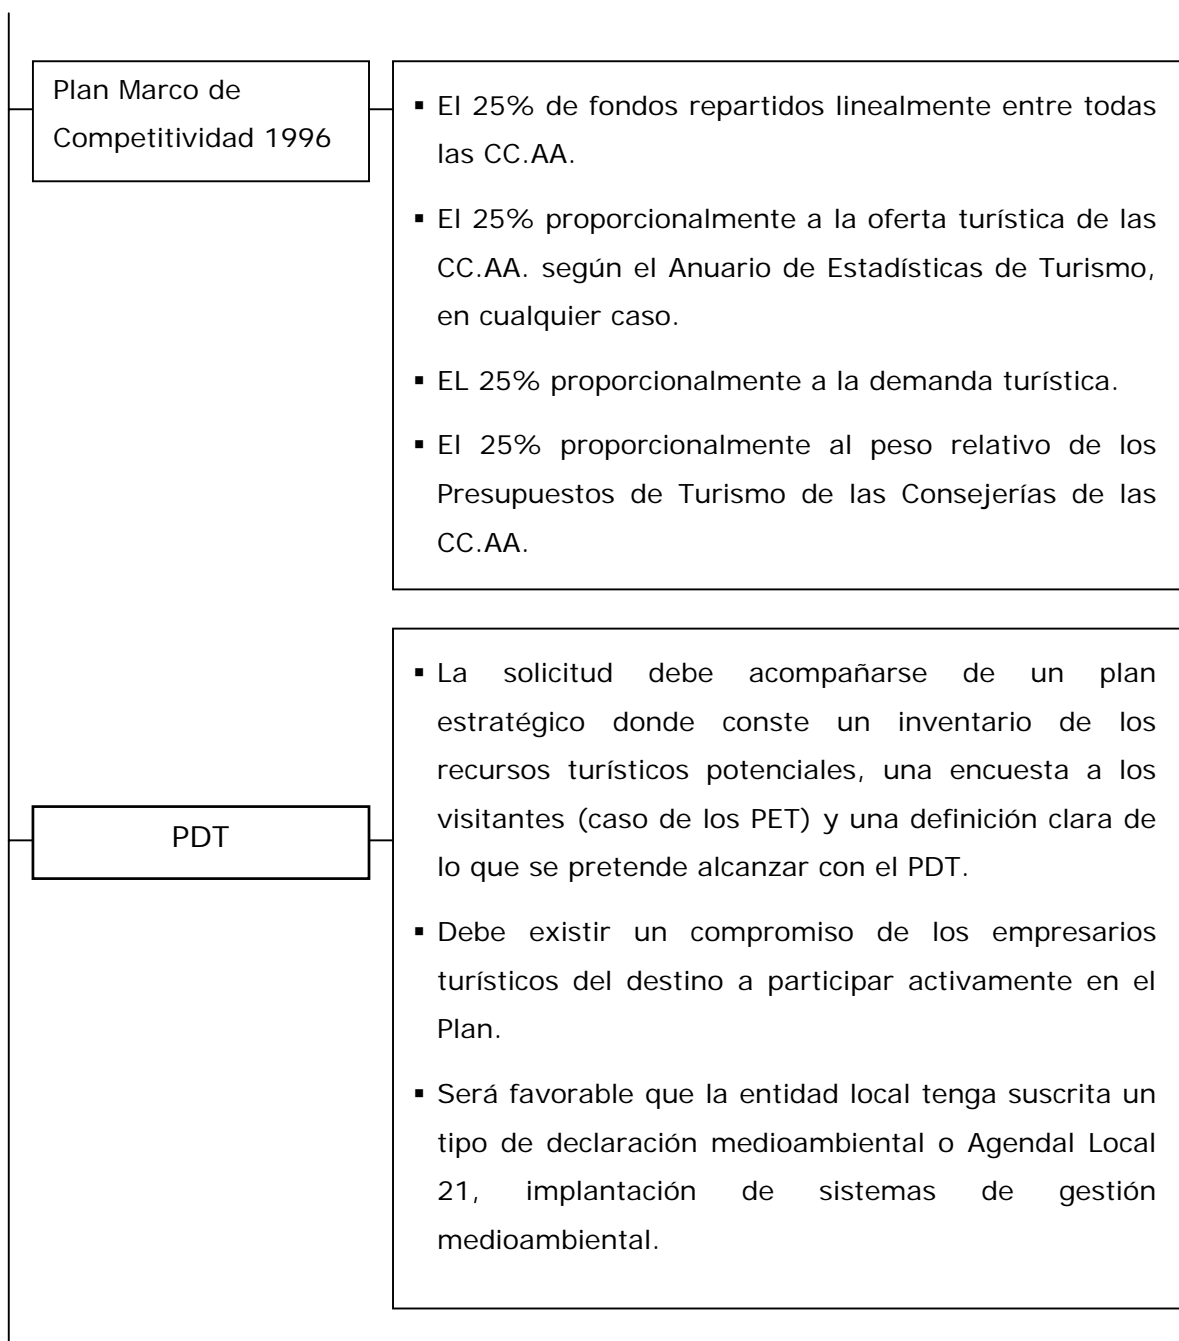 Plan Marco de
Competitividad 1996
▪ El 25% de fondos repartidos linealmente entre todas
las CC.AA.
▪ El 25% proporcionalmente a la oferta turística de las
CC.AA. según el Anuario de Estadísticas de Turismo,
en cualquier caso.
▪ EL 25% proporcionalmente a la demanda turística.
▪ El 25% proporcionalmente al peso relativo de los
Presupuestos de Turismo de las Consejerías de las
CC.AA.
PDT
▪ La solicitud debe acompañarse de un plan
estratégico donde conste un inventario de los
recursos turísticos potenciales, una encuesta a los
visitantes (caso de los PET) y una definición clara de
lo que se pretende alcanzar con el PDT.
▪ Debe existir un compromiso de los empresarios
turísticos del destino a participar activamente en el
Plan.
▪ Será favorable que la entidad local tenga suscrita un
tipo de declaración medioambiental o Agendal Local
21, implantación de sistemas de gestión
medioambiental.